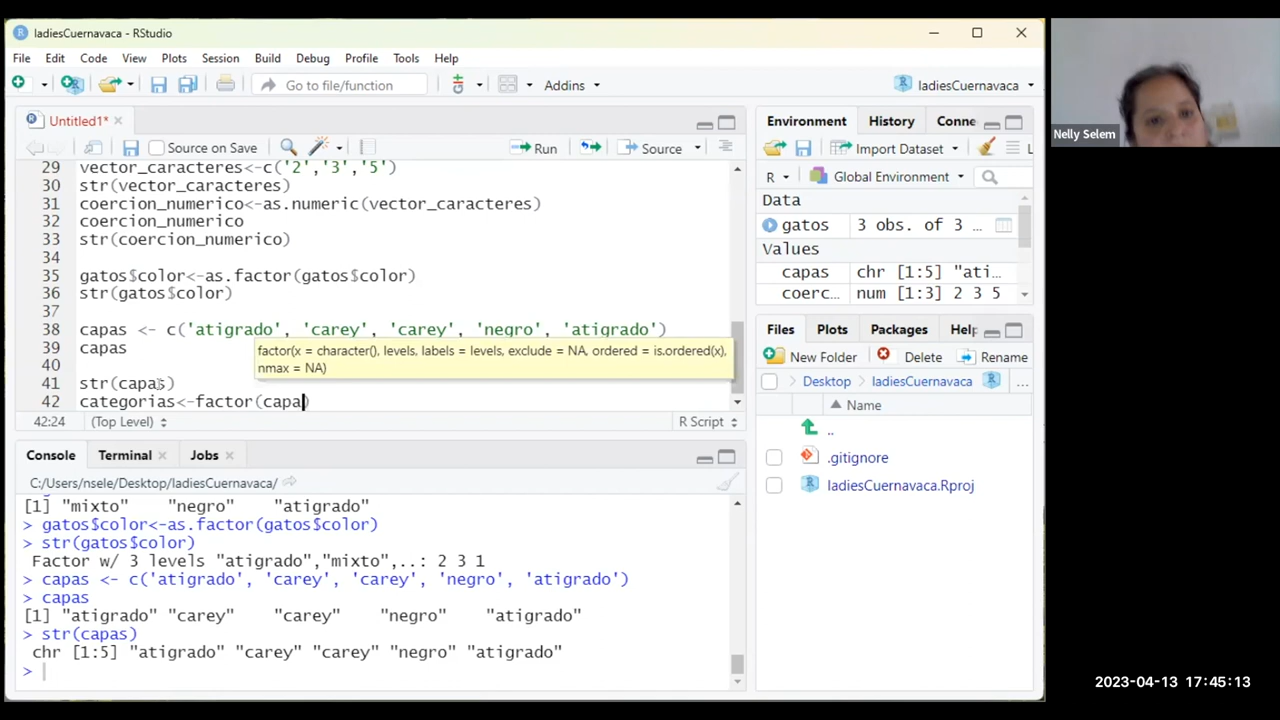 ladiesCuernavaca - RStudio
File Edit Code View Plots Session Build Debug Profile Tools Help
Go to file/function
Addins
ladiesCuernavaca
Untitled1*
Source on Save
Run
Source
29 vector_caracteres<-c('2','3','5')
30 str(vector_caracteres)
31 coercion_numerico<-as.numeric(vector_caracteres)
32 coercion_numerico
33 str(coercion_numerico)
34
35 gatos$color<-as.factor(gatos$color)
36 str(gatos$color)
37
38 capas <- c('atigrado', 'carey', 'carey', 'negro', 'atigrado')
39 capas
40
41 str(capas)
42 categorias<-factor(capa)
factor(x = character(), levels, labels = levels, exclude = NA, ordered = is.ordered(x),
nmax = NA)
42:24 (Top Level) R Script
Console Terminal Jobs
C:/Users/nsele/Desktop/ladiesCuernavaca/
[1] "mixto" "negro" "atigrado"
> gatos$color<-as.factor(gatos$color)
> str(gatos$color)
Factor w/ 3 levels "atigrado","mixto",..: 2 3 1
> capas <- c('atigrado', 'carey', 'carey', 'negro', 'atigrado')
> capas
[1] "atigrado" "carey" "carey" "negro" "atigrado"
> str(capas)
chr [1:5] "atigrado" "carey" "carey" "negro" "atigrado"
>
Environment History Conne
Import Dataset
R Global Environment
Data
gatos 3 obs. of 3 ...
Values
capas chr [1:5] "ati...
coerc... num [1:3] 2 3 5
Files Plots Packages Help
New Folder Delete Rename
Desktop ladiesCuernavaca ...
Name
..
.gitignore
ladiesCuernavaca.Rproj
Nelly Selem
2023-04-13 17:45:13